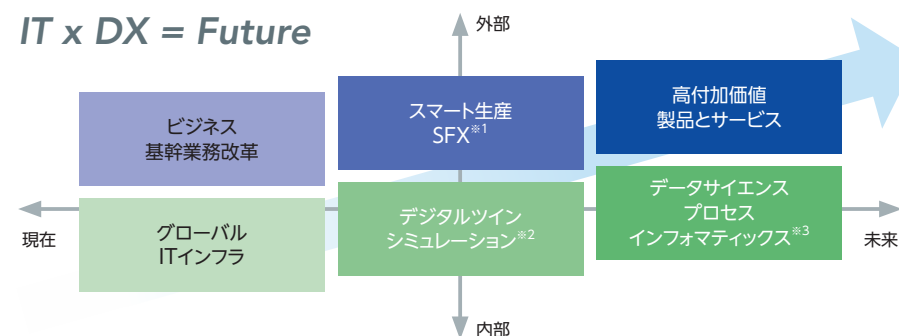 IT x DX = Future
外部
ビジネス
基幹業務改革
スマート生産
SFX※1
高付加価値
製品とサービス
現在
グローバル
ITインフラ
デジタルツイン
シミュレーション※2
データサイエンス
プロセス
インフォマティックス※3
未来
内部